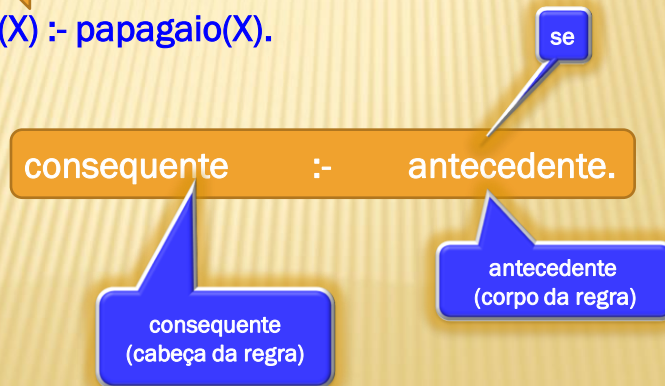 (X) :- papagaio(X).
se
consequente :- antecedente.
antecedente
(corpo da regra)
consequente
(cabeça da regra)